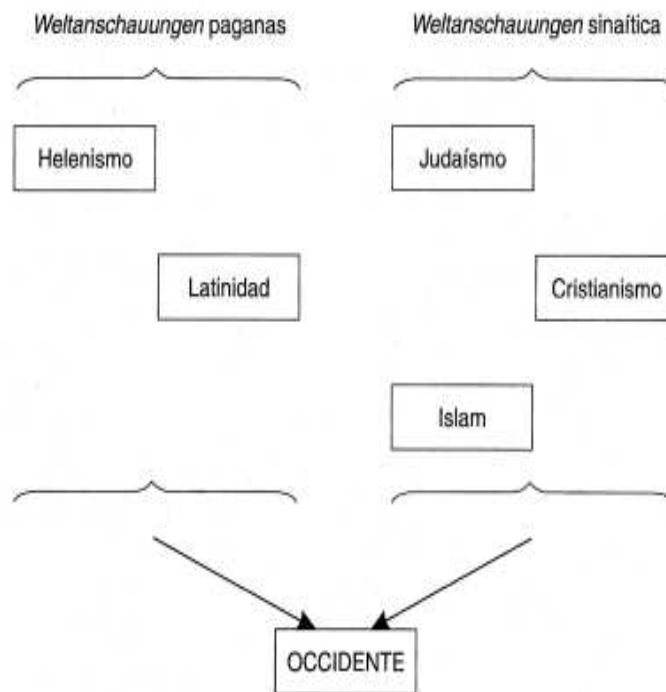 Weltanschauungen paganas
Weltanschauungen sinaítica
Helenismo
Judaísmo
Latinidad
Cristianismo
Islam
OCCIDENTE